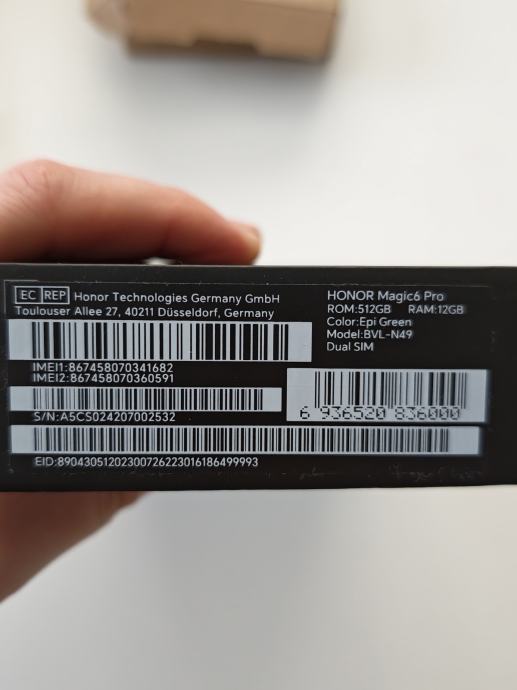 EC REP Honor Technologies Germany GmbH
Toulouser Allee 27, 40211 Düsseldorf, Germany
IMEI1:867458070341682
IMEI2:867458070360591
S/N:A5CS024207002532
EID:89043051202300726223016186499993
HONOR Magic6 Pro
ROM:512GB RAM:12GB
Color:Epi Green
Model:BVL-N49
Dual SIM
6 936520 836000